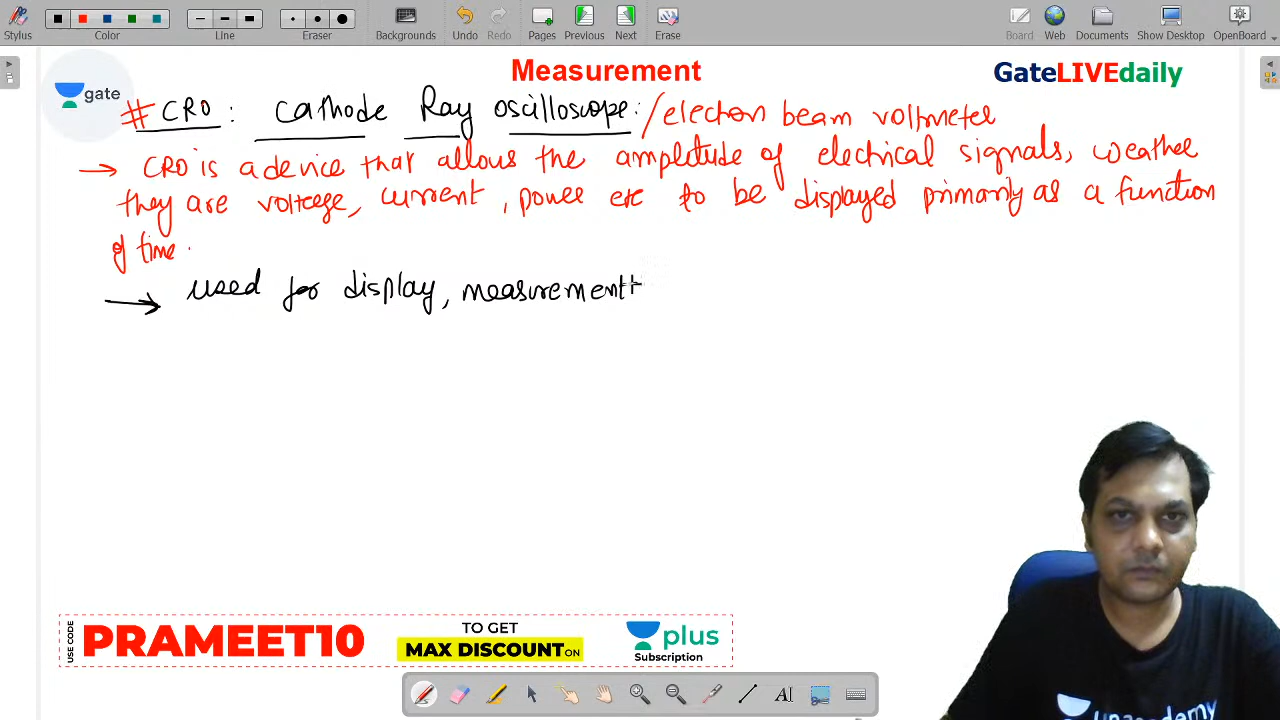 Stylus
Color
Line
Eraser
Backgrounds
Undo
Redo
Pages
Previous
Next
Erase
Board
Web
Documents
Show Desktop
OpenBoard
gate
Measurement
GateLIVEdaily
# CRO : Cathode Ray oscilloscope : /electron beam voltmeter
→ CRO is a device that allows the amplitude of electrical signals, weather
they are voltage, current, power etc to be displayed primarily as a function
of time.
→ used for display, measurement
USE CODE
PRAMEET10
TO GET
MAX DISCOUNT ON
plus
Subscription
unacademy